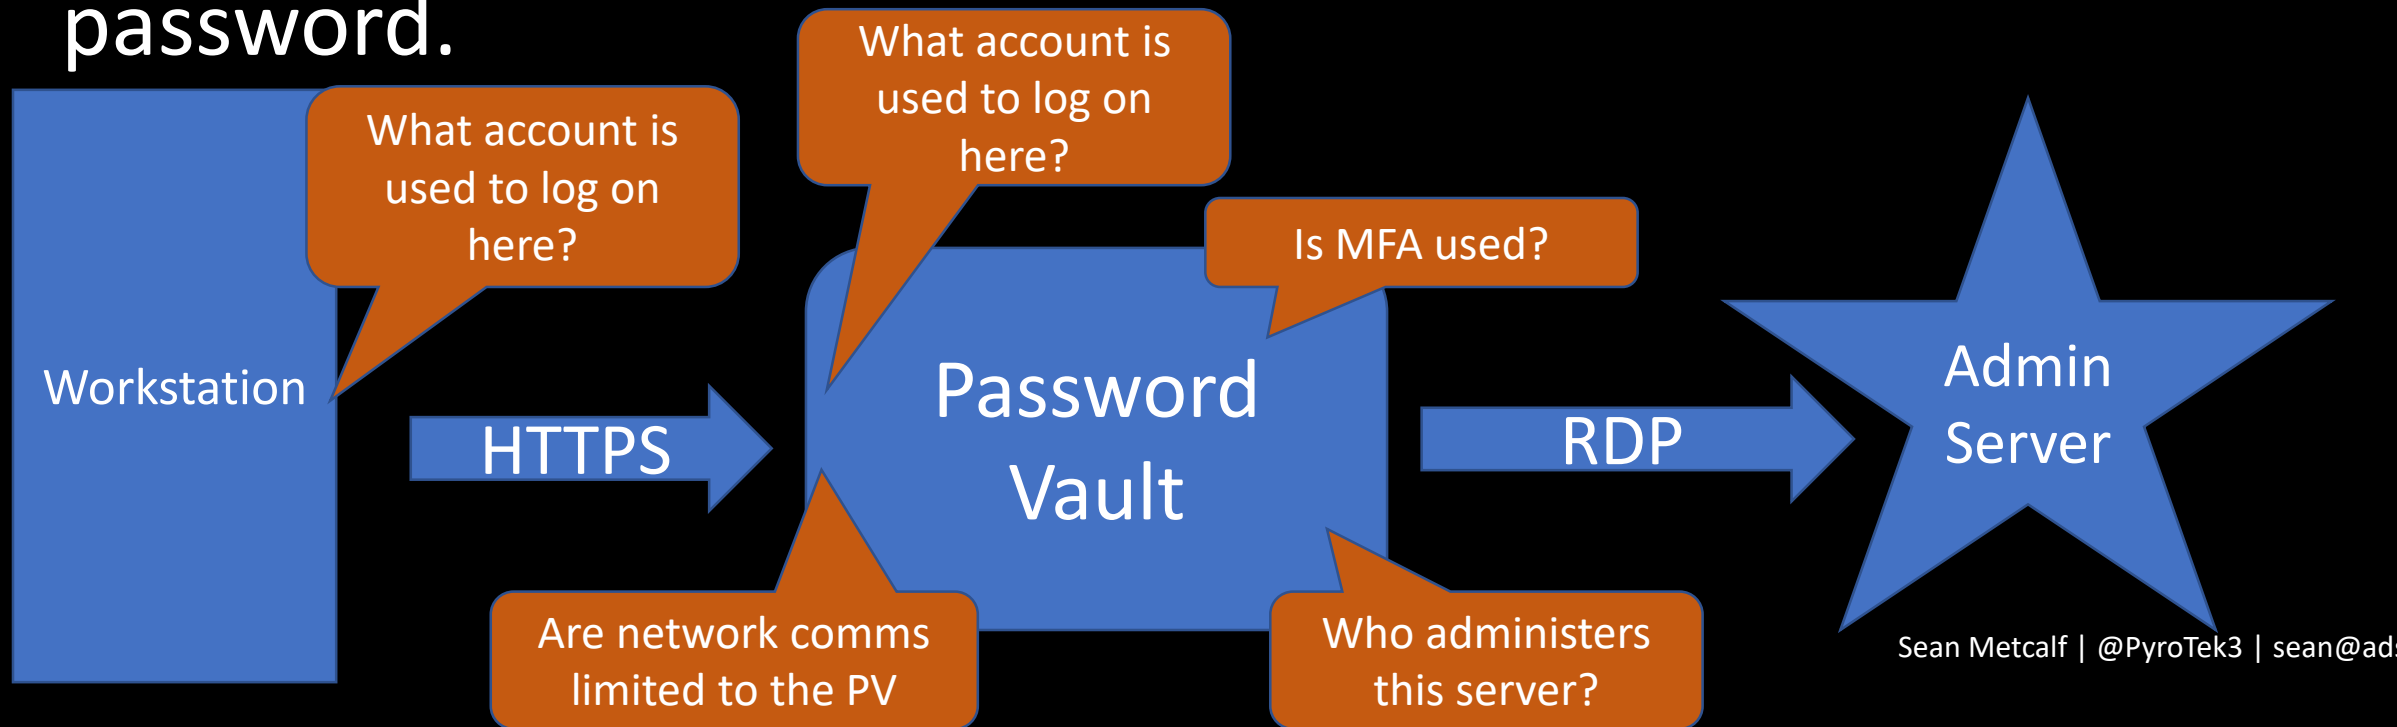 password.
What account is
used to log on
here?
What account is
used to log on
here?
Is MFA used?
Workstation
HTTPS
Password
Vault
RDP
Admin
Server
Are network comms
limited to the PV
Who administers
this server?
Sean Metcalf | @PyroTek3 | sean@ads